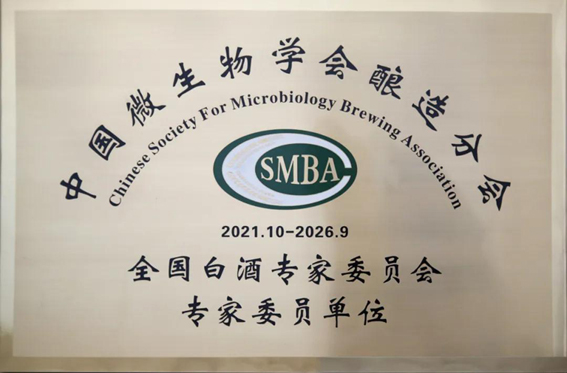 中国微生物学会酿造分会
Chinese Society For Microbiology Brewing Association
SMBA
2021.10-2026.9
全国白酒专家委员会
专家委员单位